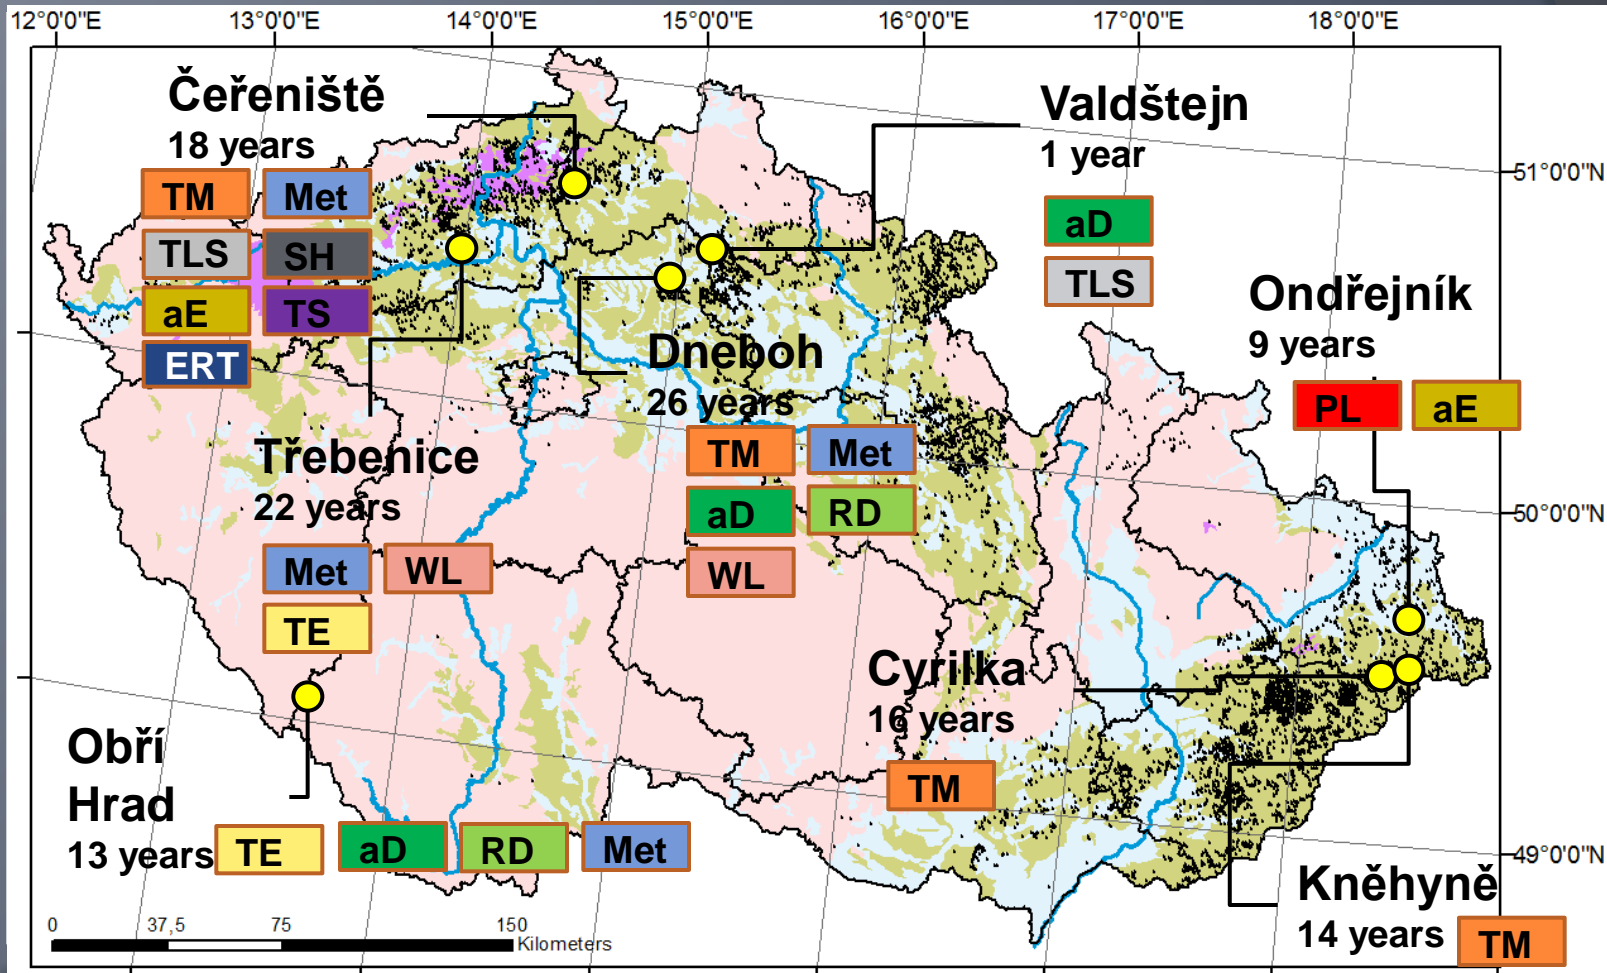 12°0'0"E 13°0'0"E 14°0'0"E 15°0'0"E 16°0'0"E 17°0'0"E 18°0'0"E
Čeřeniště
18 years
TM Met
TLS SH
aE TS
ERT
Valdštejn
1 year
aD
TLS
51°0'0"N
Ondřejník
9 years
PL aE
Dneboh
26 years
TM Met
aD RD
WL
Třebenice
22 years
Met WL
TE
50°0'0"N
Cyrilka
16 years
TM
Obří
Hrad
13 years TE aD RD Met
49°0'0"N
Kněhyně
14 years TM
0 37,5 75 150
Kilometers